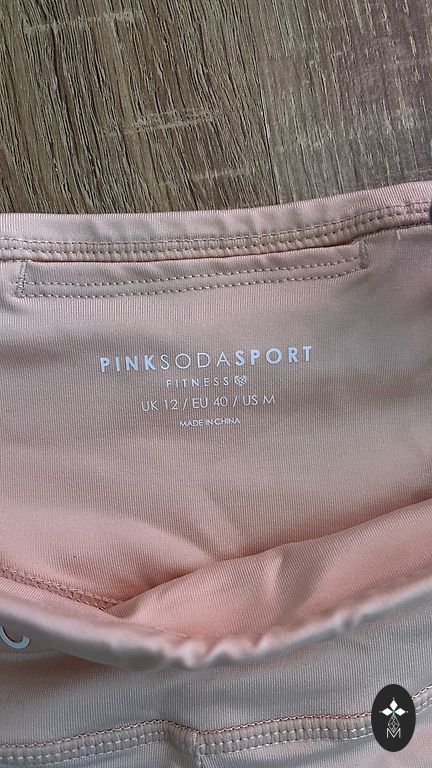 PINKSODASPORT
FITNESS
UK 12 / EU 40 / US M
MADE IN CHINA